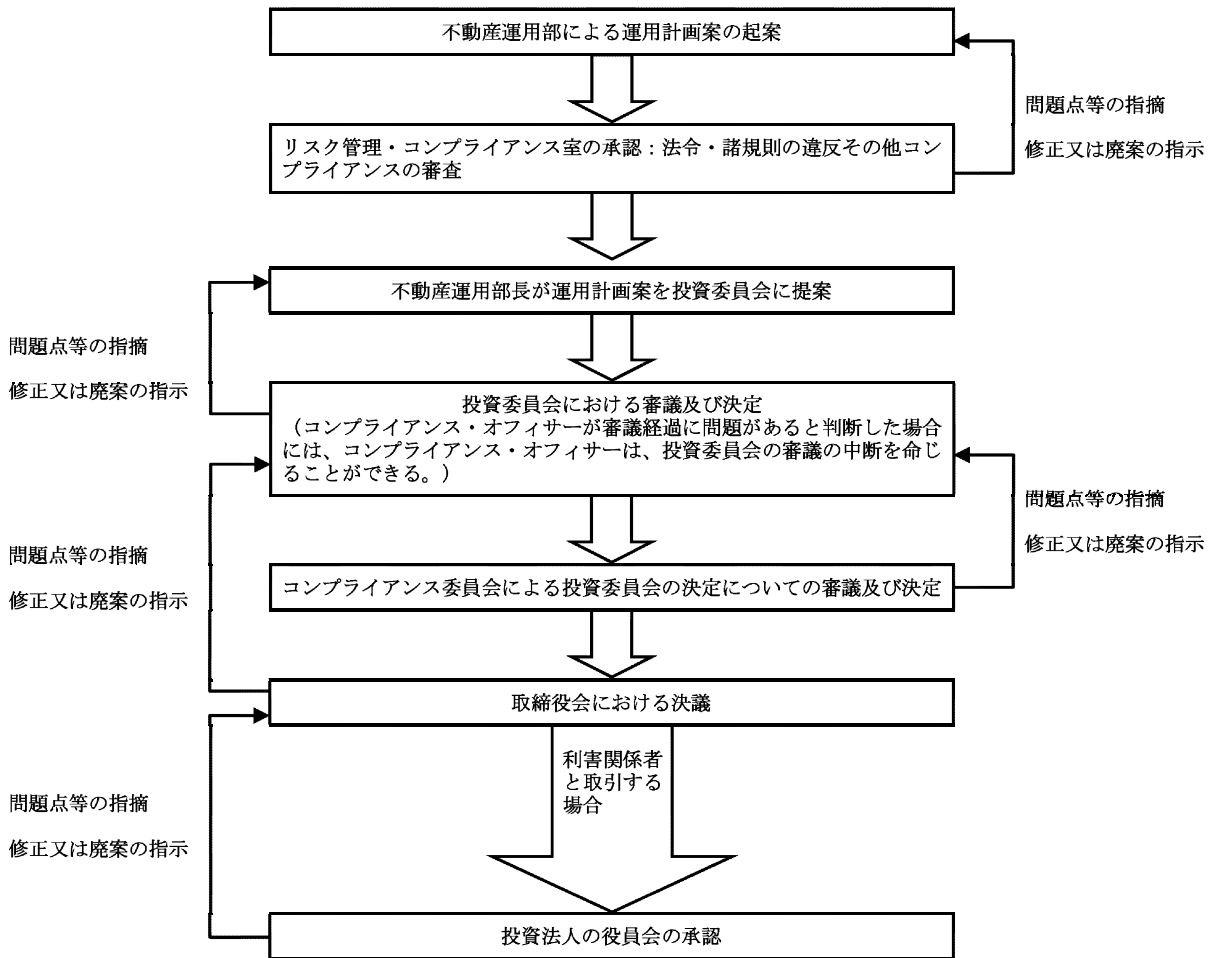 不動産運用部による運用計画案の起案
問題点等の指摘
修正又は廃案の指示
リスク管理・コンプライアンス室の承認：法令・諸規則の違反その他コン
プライアンスの審査
不動産運用部長が運用計画案を投資委員会に提案
問題点等の指摘
修正又は廃案の指示
投資委員会における審議及び決定
（コンプライアンス・オフィサーが審議経過に問題があると判断した場合
には、コンプライアンス・オフィサーは、投資委員会の審議の中断を命じ
ることができる。）
問題点等の指摘
修正又は廃案の指示
問題点等の指摘
修正又は廃案の指示
コンプライアンス委員会による投資委員会の決定についての審議及び決定
取締役会における決議
利害関係者
と取引する
場合
問題点等の指摘
修正又は廃案の指示
投資法人の役員会の承認